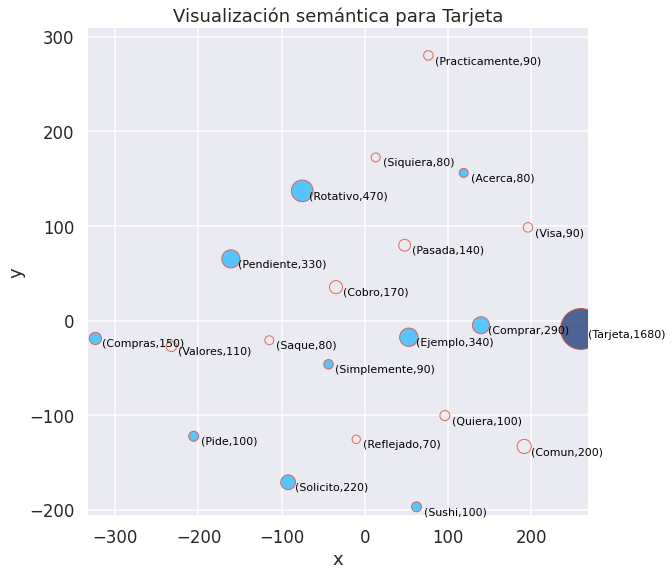 Visualización semántica para Tarjeta
300
(Practicamente,90)
200
(Siquiera,80)
(Acerca,80)
(Rotativo,470)
100
(Visa,90)
(Pasada,140)
(Pendiente,330)
(Cobro,170)
y
0
(Tarjeta,1680)
(Comprar,290)
(Ejemplo,340)
(Compras,150)
(Saque,80)
(Valores,110)
(Simplemente,90)
−100
(Quiera,100)
(Pide,100)
(Reflejado,70)
(Comun,200)
(Solicito,220)
−200
(Sushi,100)
−300
−200
−100
0
100
200
x